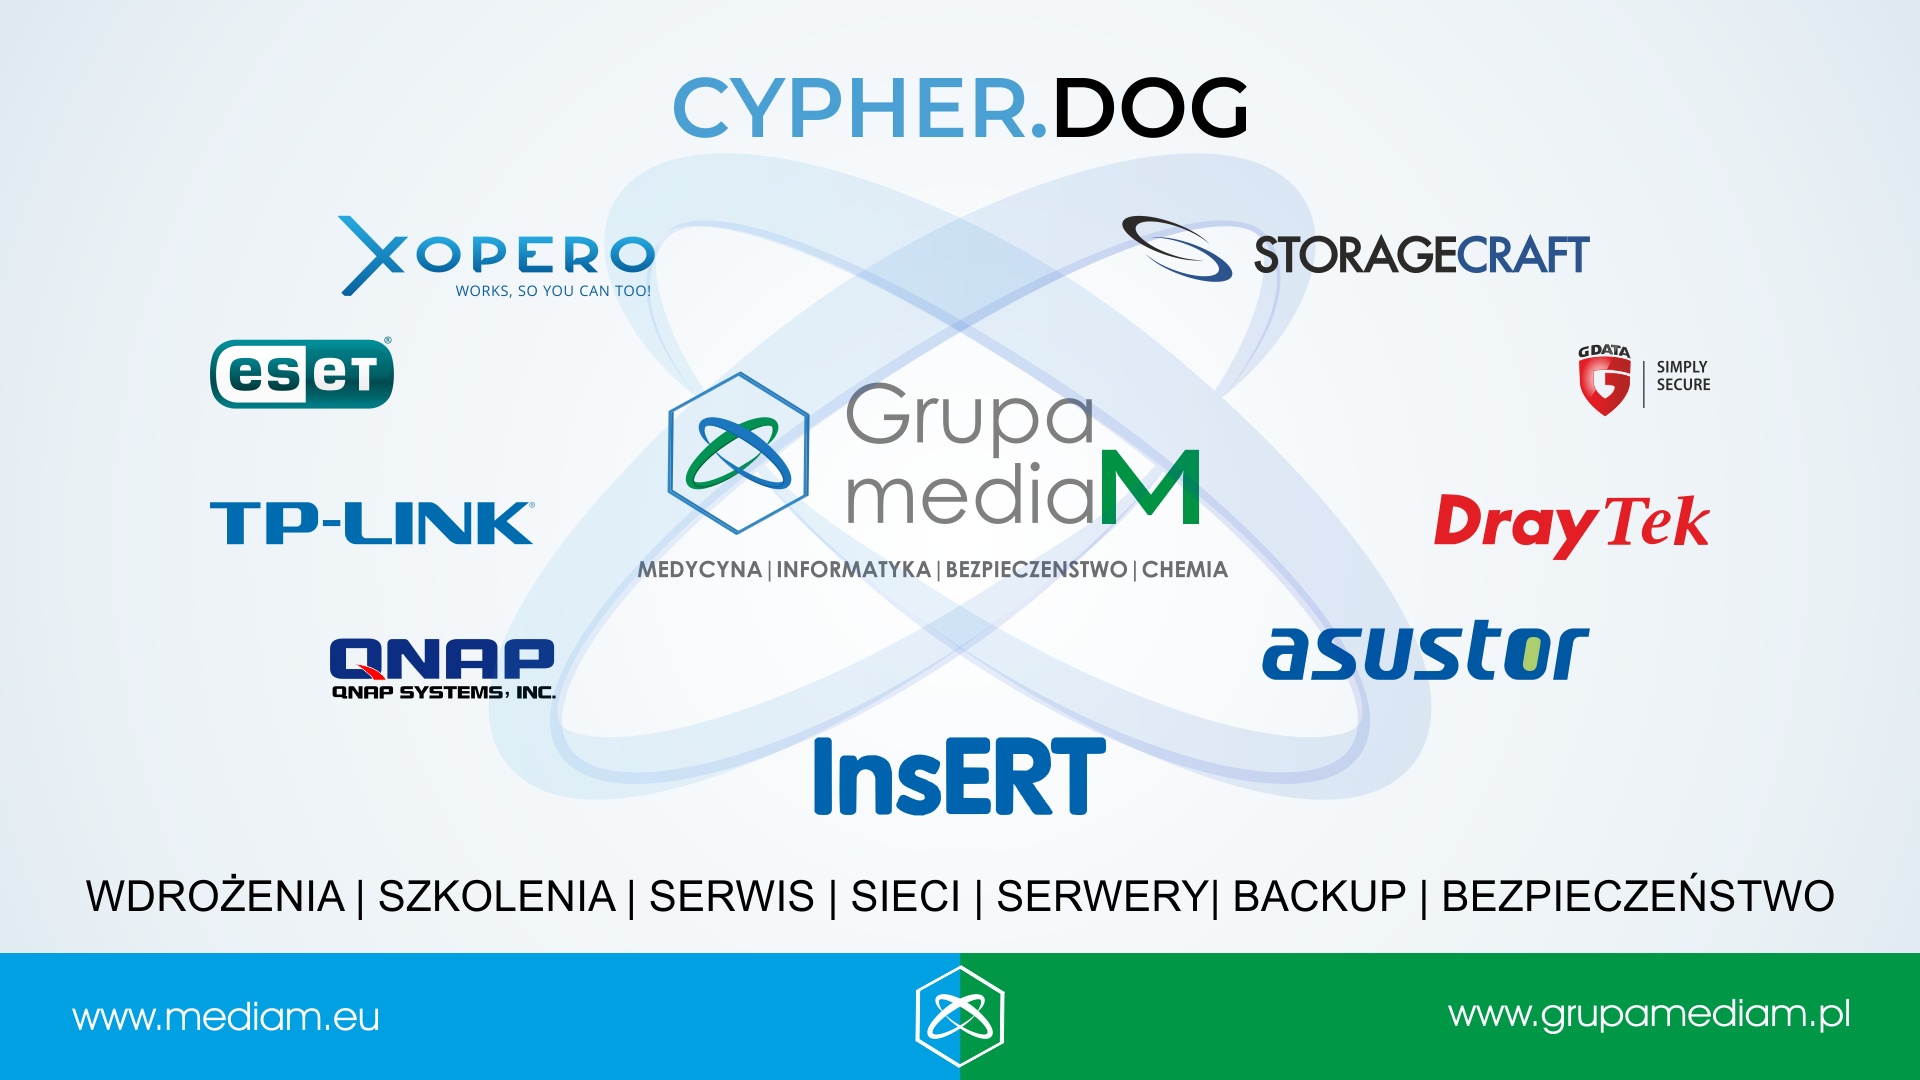 CYPHER.DOG
XOPERO
WORKS, SO YOU CAN TOO!
STORAGECRAFT
eseT®
G DATA
SIMPLY
SECURE
Grupa
mediaM
MEDYCYNA|INFORMATYKA|BEZPIECZENSTWO|CHEMIA
TP-LINK®
DrayTek
QNAP
QNAP SYSTEMS, INC.
asustor
InsERT
WDROŻENIA | SZKOLENIA | SERWIS | SIECI | SERWERY| BACKUP | BEZPIECZEŃSTWO
www.mediam.eu
www.grupamediam.pl